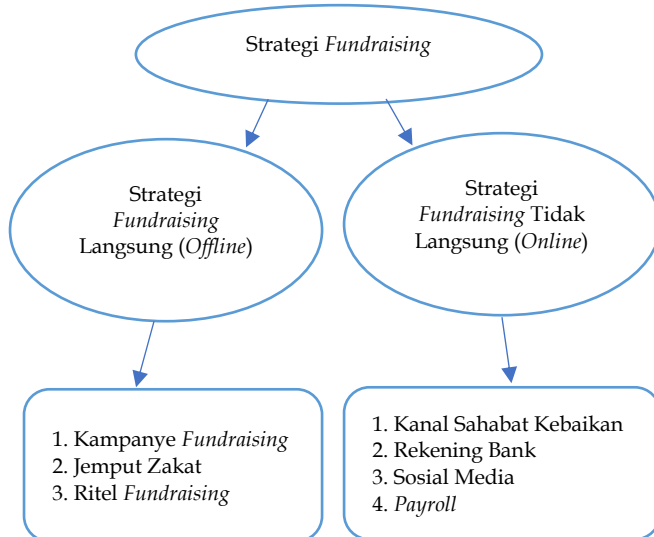 Strategi Fundraising
Strategi
Fundraising
Langsung (Offline)
Strategi
Fundraising Tidak
Langsung (Online)
1. Kampanye Fundraising
2. Jemput Zakat
3. Ritel Fundraising
1. Kanal Sahabat Kebaikan
2. Rekening Bank
3. Sosial Media
4. Payroll